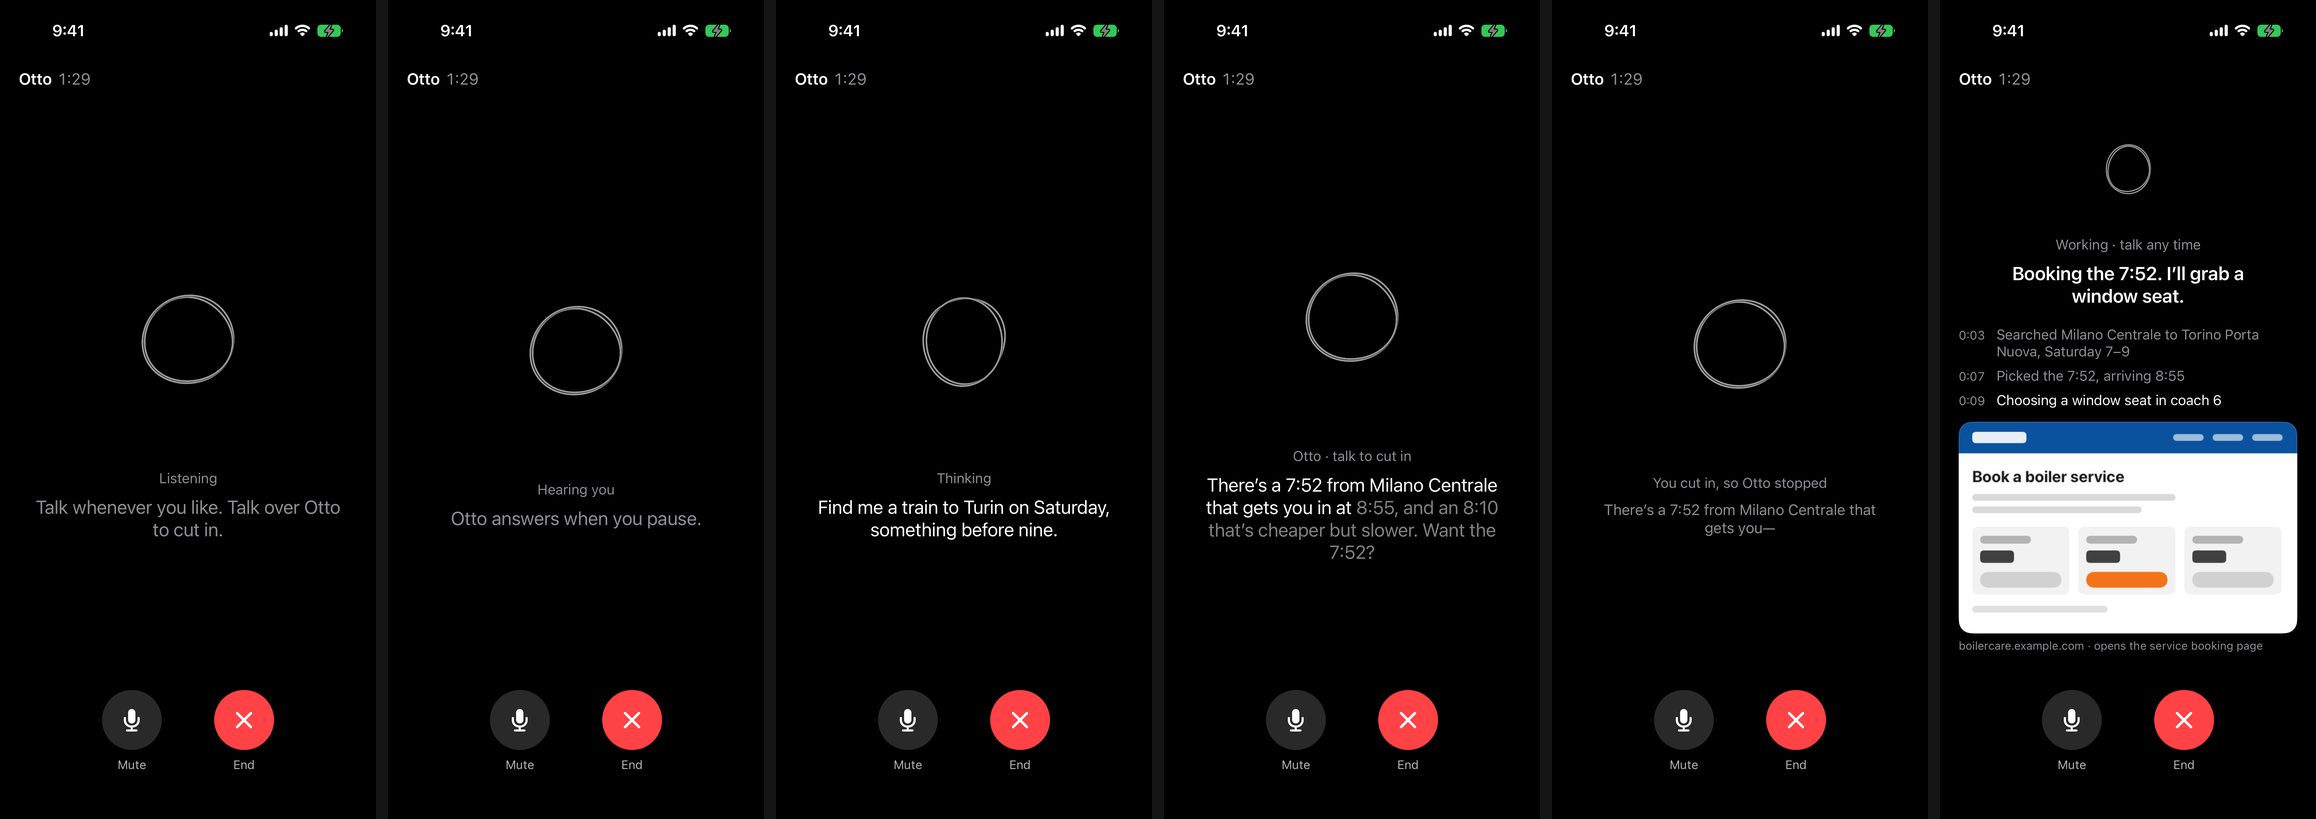 9:41
Otto 1:29
Listening
Talk whenever you like. Talk over Otto
to cut in.
Mute
End
9:41
Otto 1:29
Hearing you
Otto answers when you pause.
Mute
End
9:41
Otto 1:29
Thinking
Find me a train to Turin on Saturday,
something before nine.
Mute
End
9:41
Otto 1:29
Otto · talk to cut in
There’s a 7:52 from Milano Centrale
that gets you in at 8:55, and an 8:10
that’s cheaper but slower. Want the
7:52?
Mute
End
9:41
Otto 1:29
You cut in, so Otto stopped
There’s a 7:52 from Milano Centrale that
gets you—
Mute
End
9:41
Otto 1:29
Working · talk any time
Booking the 7:52. I’ll grab a
window seat.
0:03 Searched Milano Centrale to Torino Porta
Nuova, Saturday 7–9
0:07 Picked the 7:52, arriving 8:55
0:09 Choosing a window seat in coach 6
Book a boiler service
boilercare.example.com · opens the service booking page
Mute
End